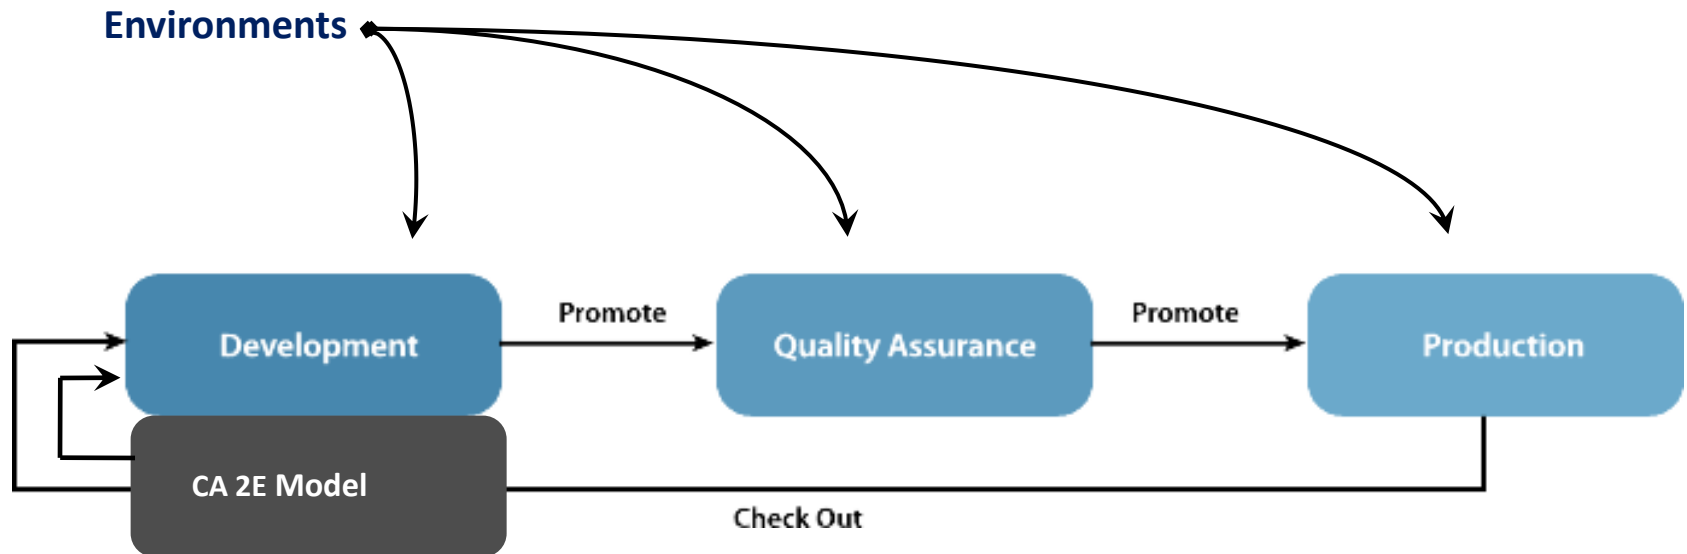 Environments
Promote
Promote
Development
Quality Assurance
Production
CA 2E Model
Check Out